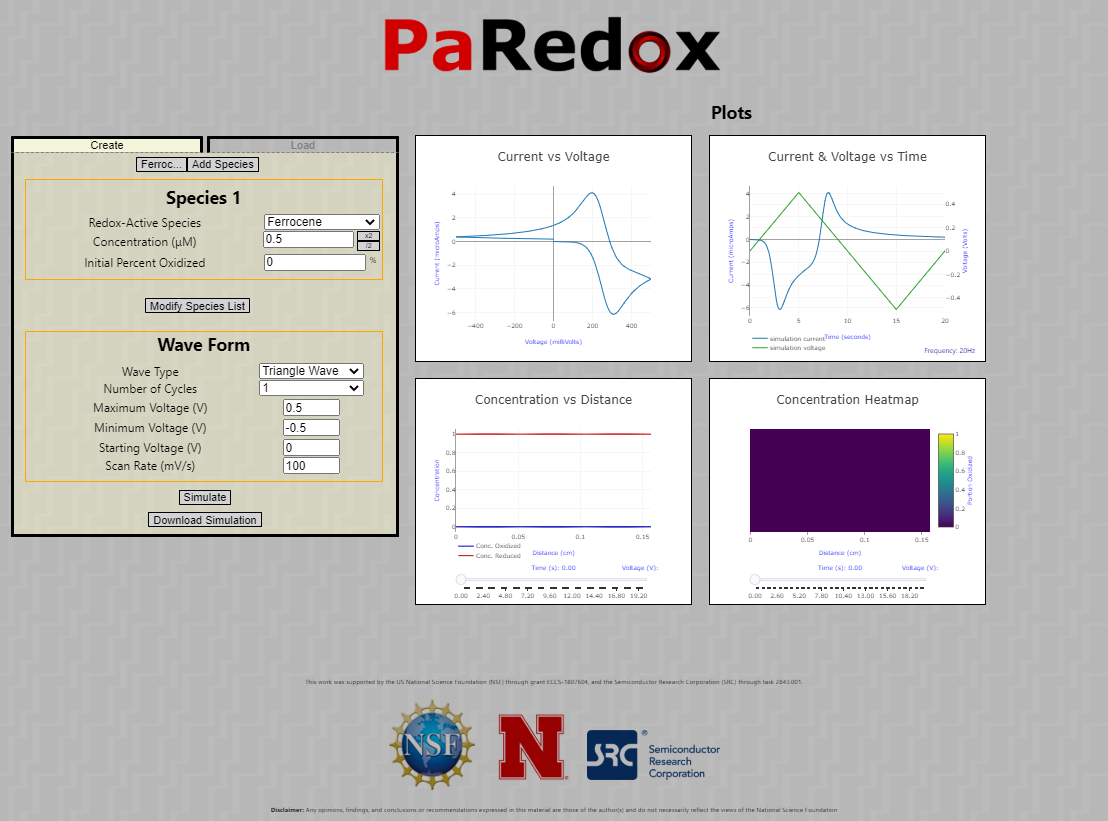 PaRedox
Plots
Create
Load
Ferroc... Add Species
Species 1
Redox-Active Species Ferrocene
Concentration (μM) 0.5 x2 /2
Initial Percent Oxidized 0 %
Modify Species List
Wave Form
Wave Type Triangle Wave
Number of Cycles 1
Maximum Voltage (V) 0.5
Minimum Voltage (V) -0.5
Starting Voltage (V) 0
Scan Rate (mV/s) 100
Simulate
Download Simulation
Current vs Voltage
4
2
0
−2
−4
−6
Current (microAmps)
−400 −200 0 200 400
Voltage (milliVolts)
Current & Voltage vs Time
4
2
0
−2
−4
−6
Current (microAmps)
0.4
0.2
0
−0.2
−0.4
Voltage (Volts)
0 5 10 15 20
Time (seconds)
simulation current
simulation voltage
Frequency: 20Hz
Concentration vs Distance
1
0.8
0.6
0.4
0.2
0
Concentration
0 0.05 0.1 0.15
Conc. Oxidized
Conc. Reduced
Distance (cm)
Time (s): 0.00 Voltage (V):
0.00 2.40 4.80 7.20 9.60 12.00 14.40 16.80 19.20
Concentration Heatmap
1
0.8
0.6
0.4
0.2
0
Portion Oxidized
0 0.05 0.1 0.15
Distance (cm)
Time (s): 0.00 Voltage (V):
0.00 2.60 5.20 7.80 10.40 13.00 15.60 18.20
This work was supported by the US National Science Foundation (NSF) through grant ECCS-1807604, and the Semiconductor Research Corporation (SRC) through task 2843.001.
NSF
N
SRC®
Semiconductor
Research
Corporation
Disclaimer: Any opinions, findings, and conclusions or recommendations expressed in this material are those of the author(s) and do not necessarily reflect the views of the National Science Foundation